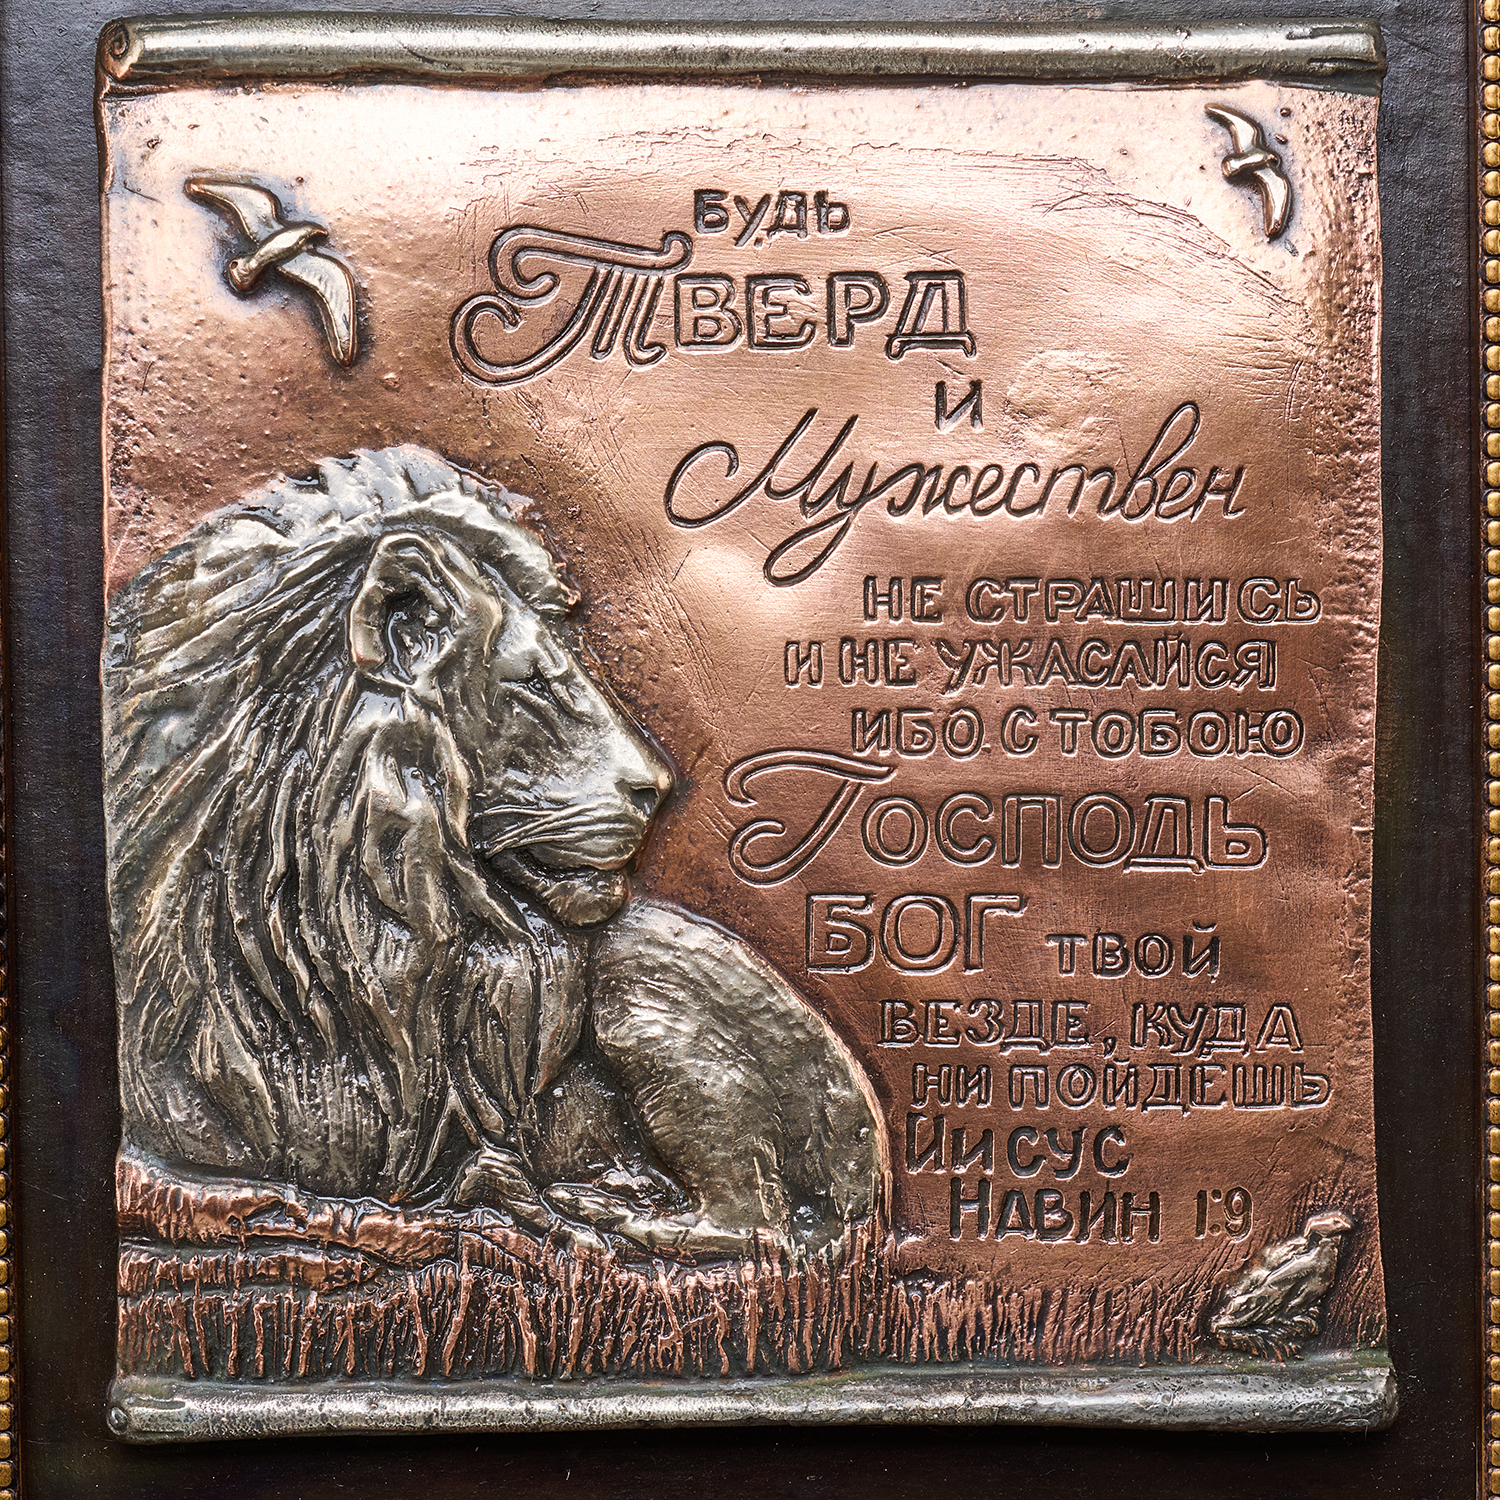 БУДЬ
ТВЕРД
И
Мужествен
НЕ СТРАШИСЬ
И НЕ УЖАСАЙСЯ
ИБО С ТОБОЮ
ГОСПОДЬ
БОГ ТВОЙ
ВЕЗДЕ, КУДА
НИ ПОЙДЕШЬ
ИИСУС
НАВИН 1:9